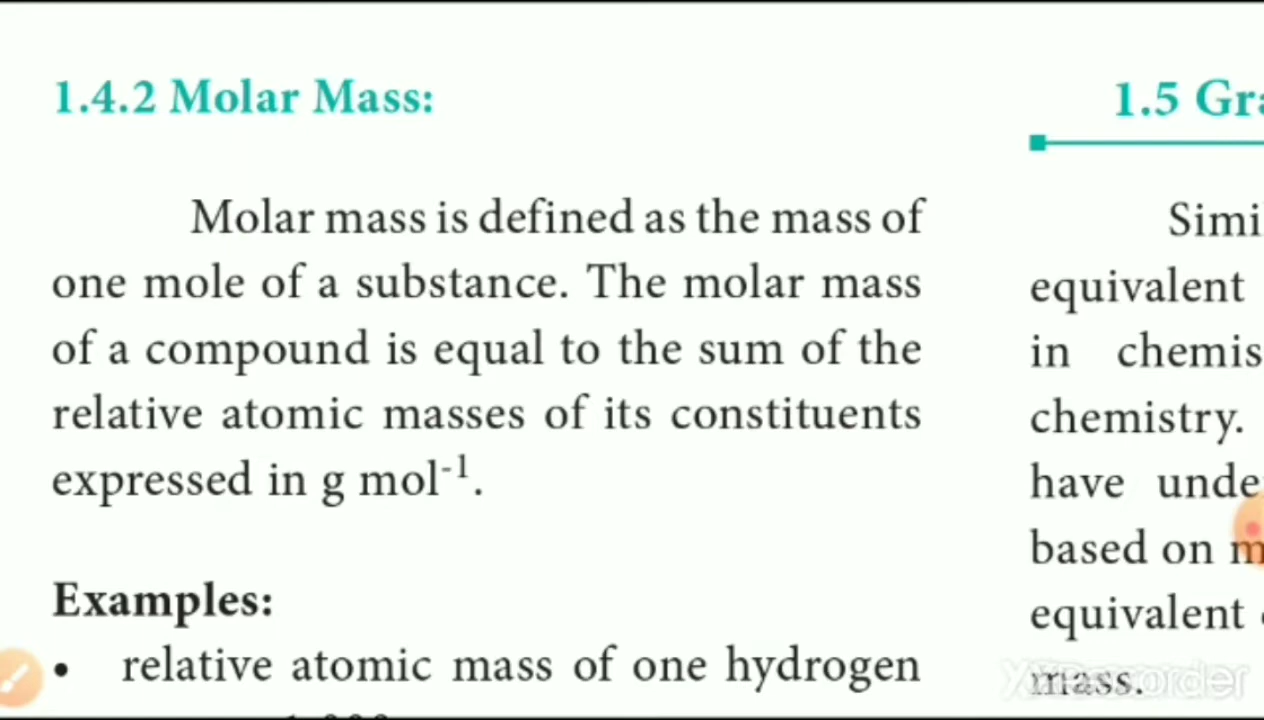 1.4.2 Molar Mass:
Molar mass is defined as the mass of
one mole of a substance. The molar mass
of a compound is equal to the sum of the
relative atomic masses of its constituents
expressed in g mol⁻¹.
Examples:
• relative atomic mass of one hydrogen
1.5 Gra
Simil
equivalent
in chemis
chemistry.
have unde
based on m
equivalent
mass.